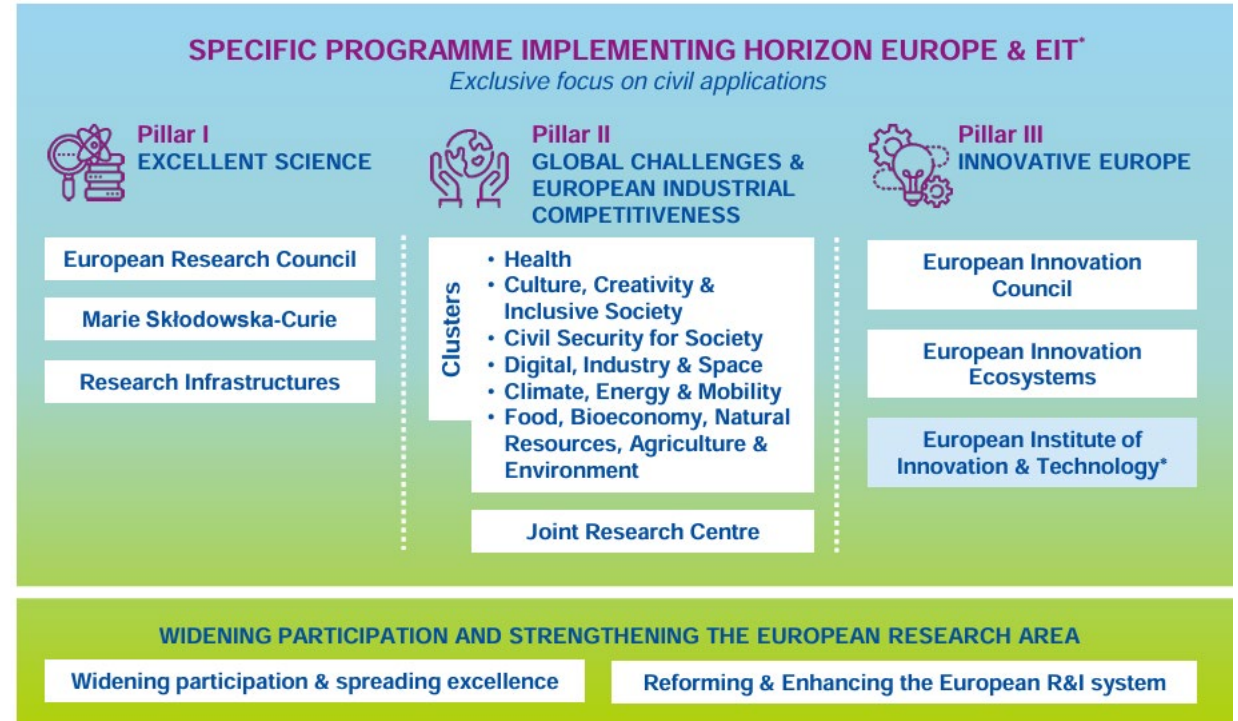 SPECIFIC PROGRAMME IMPLEMENTING HORIZON EUROPE & EIT*
Exclusive focus on civil applications
Pillar I
EXCELLENT SCIENCE
European Research Council
Marie Skłodowska-Curie
Research Infrastructures
Pillar II
GLOBAL CHALLENGES &
EUROPEAN INDUSTRIAL
COMPETITIVENESS
Clusters
• Health
• Culture, Creativity &
Inclusive Society
• Civil Security for Society
• Digital, Industry & Space
• Climate, Energy & Mobility
• Food, Bioeconomy, Natural
Resources, Agriculture &
Environment
Joint Research Centre
Pillar III
INNOVATIVE EUROPE
European Innovation
Council
European Innovation
Ecosystems
European Institute of
Innovation & Technology*
WIDENING PARTICIPATION AND STRENGTHENING THE EUROPEAN RESEARCH AREA
Widening participation & spreading excellence
Reforming & Enhancing the European R&I system